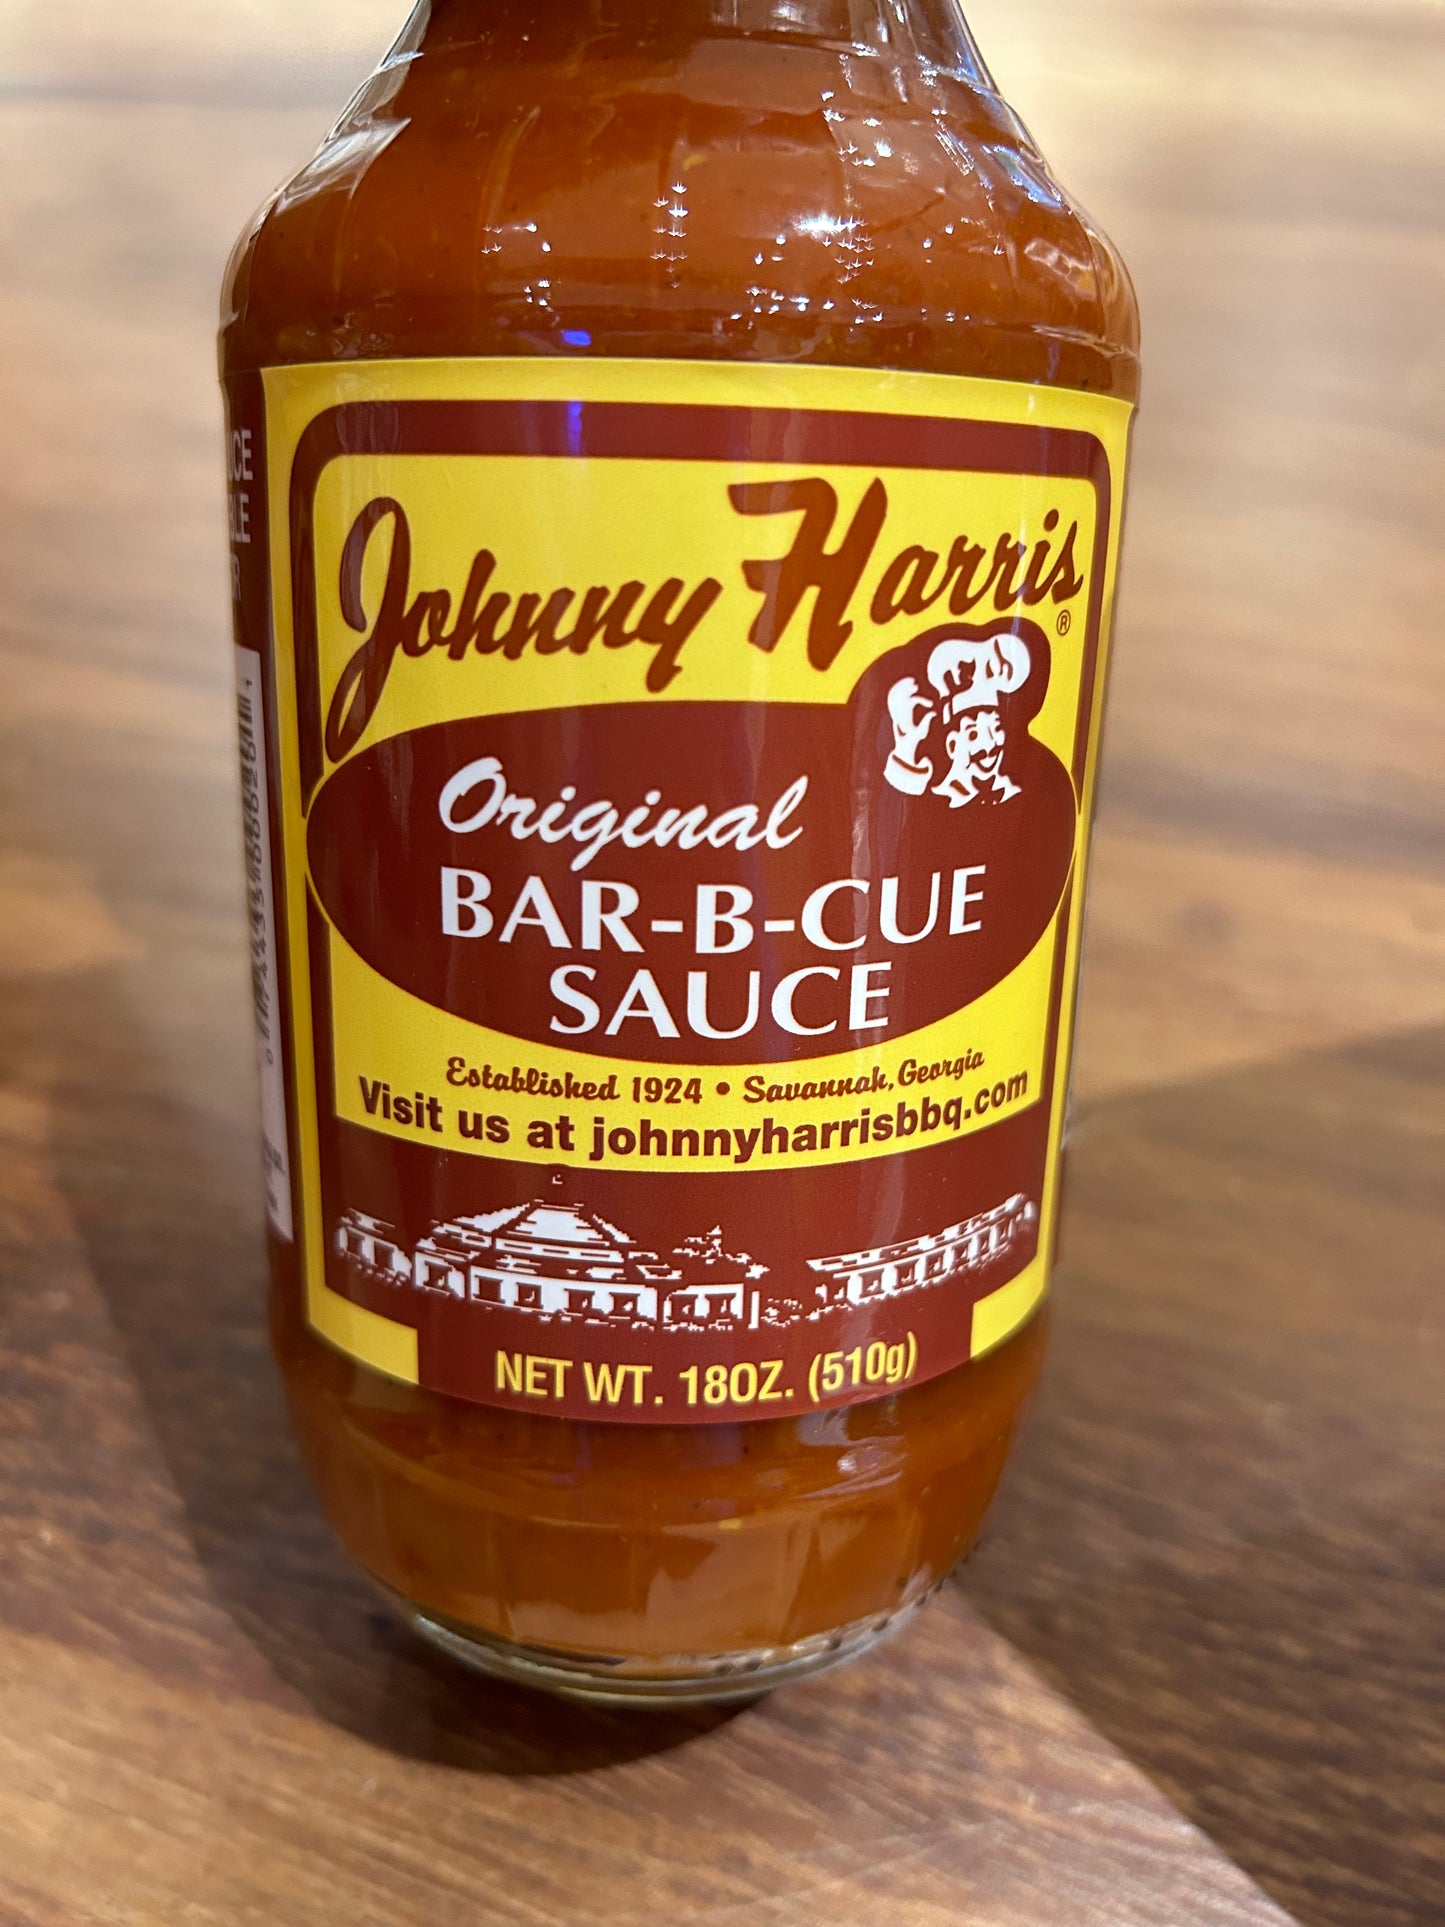 Johnny Harris®
Original
BAR-B-CUE
SAUCE
Established 1924 • Savannah, Georgia
Visit us at johnnyharrisbbq.com
NET WT. 18OZ. (510g)